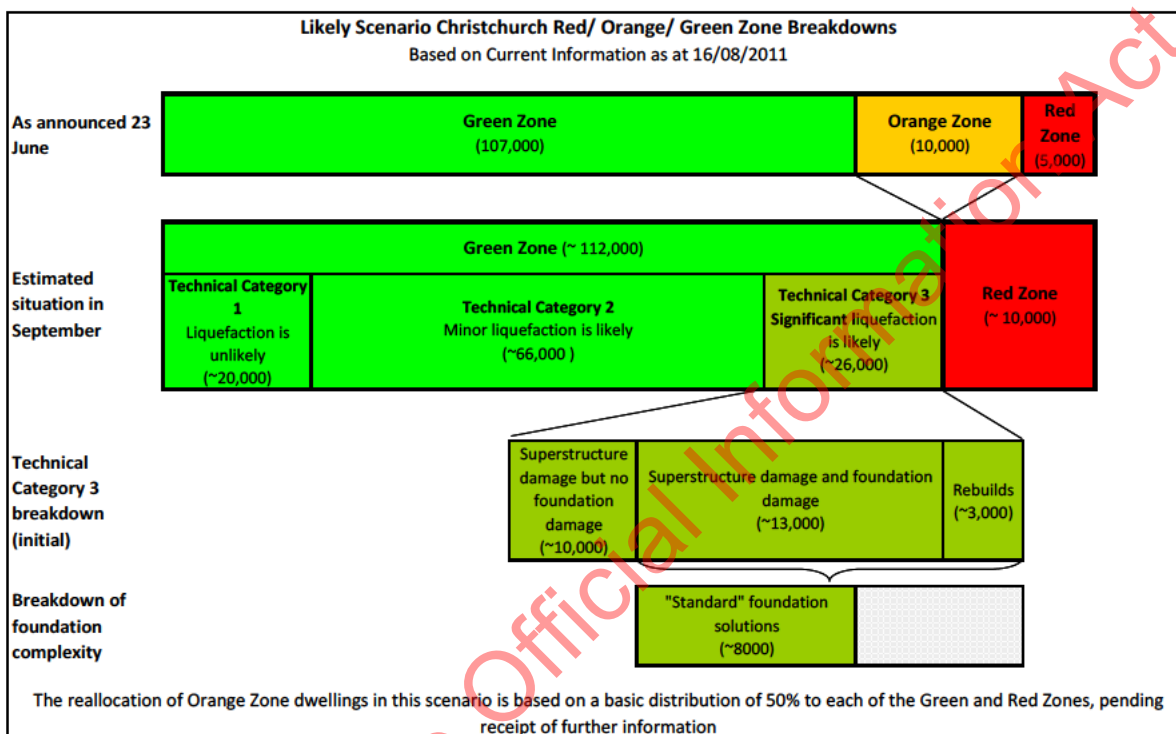 Likely Scenario Christchurch Red/ Orange/ Green Zone Breakdowns
Based on Current Information as at 16/08/2011
As announced 23
June
Green Zone
(107,000)
Orange Zone
(10,000)
Red
Zone
(5,000)
Estimated
situation in
September
Green Zone (~ 112,000)
Technical Category
1
Liquefaction is
unlikely
(~20,000)
Technical Category 2
Minor liquefaction is likely
(~66,000 )
Technical Category 3
Significant liquefaction
is likely
(~26,000)
Red Zone
(~ 10,000)
Technical
Category 3
breakdown
(initial)
Superstructure
damage but no
foundation
damage
(~10,000)
Superstructure damage and foundation
damage
(~13,000)
Rebuilds
(~3,000)
Breakdown of
foundation
complexity
"Standard" foundation
solutions
(~8000)
The reallocation of Orange Zone dwellings in this scenario is based on a basic distribution of 50% to each of the Green and Red Zones, pending
receipt of further information
Official Information Act